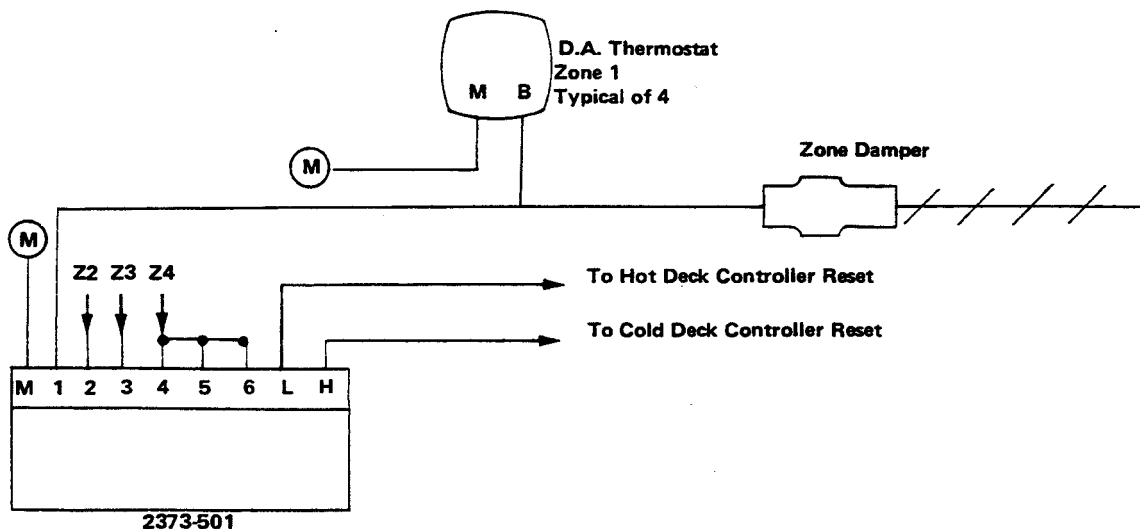 D.A. Thermostat
Zone 1
Typical of 4
M B
M
Zone Damper
M
Z2 Z3 Z4
To Hot Deck Controller Reset
To Cold Deck Controller Reset
M 1 2 3 4 5 6 L H
2373-501